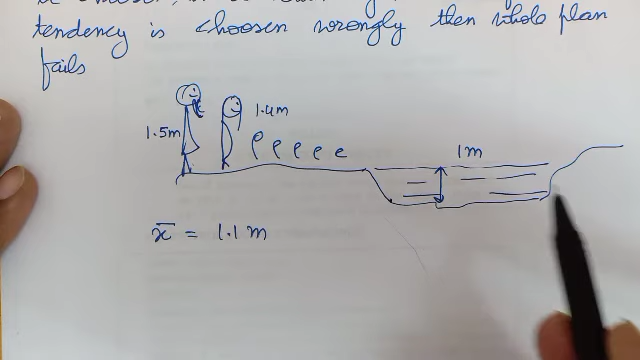 tendency is choosen wrongly then whole plan
fails
1.5m
1.4m
1m
x̄ = 1.1 m